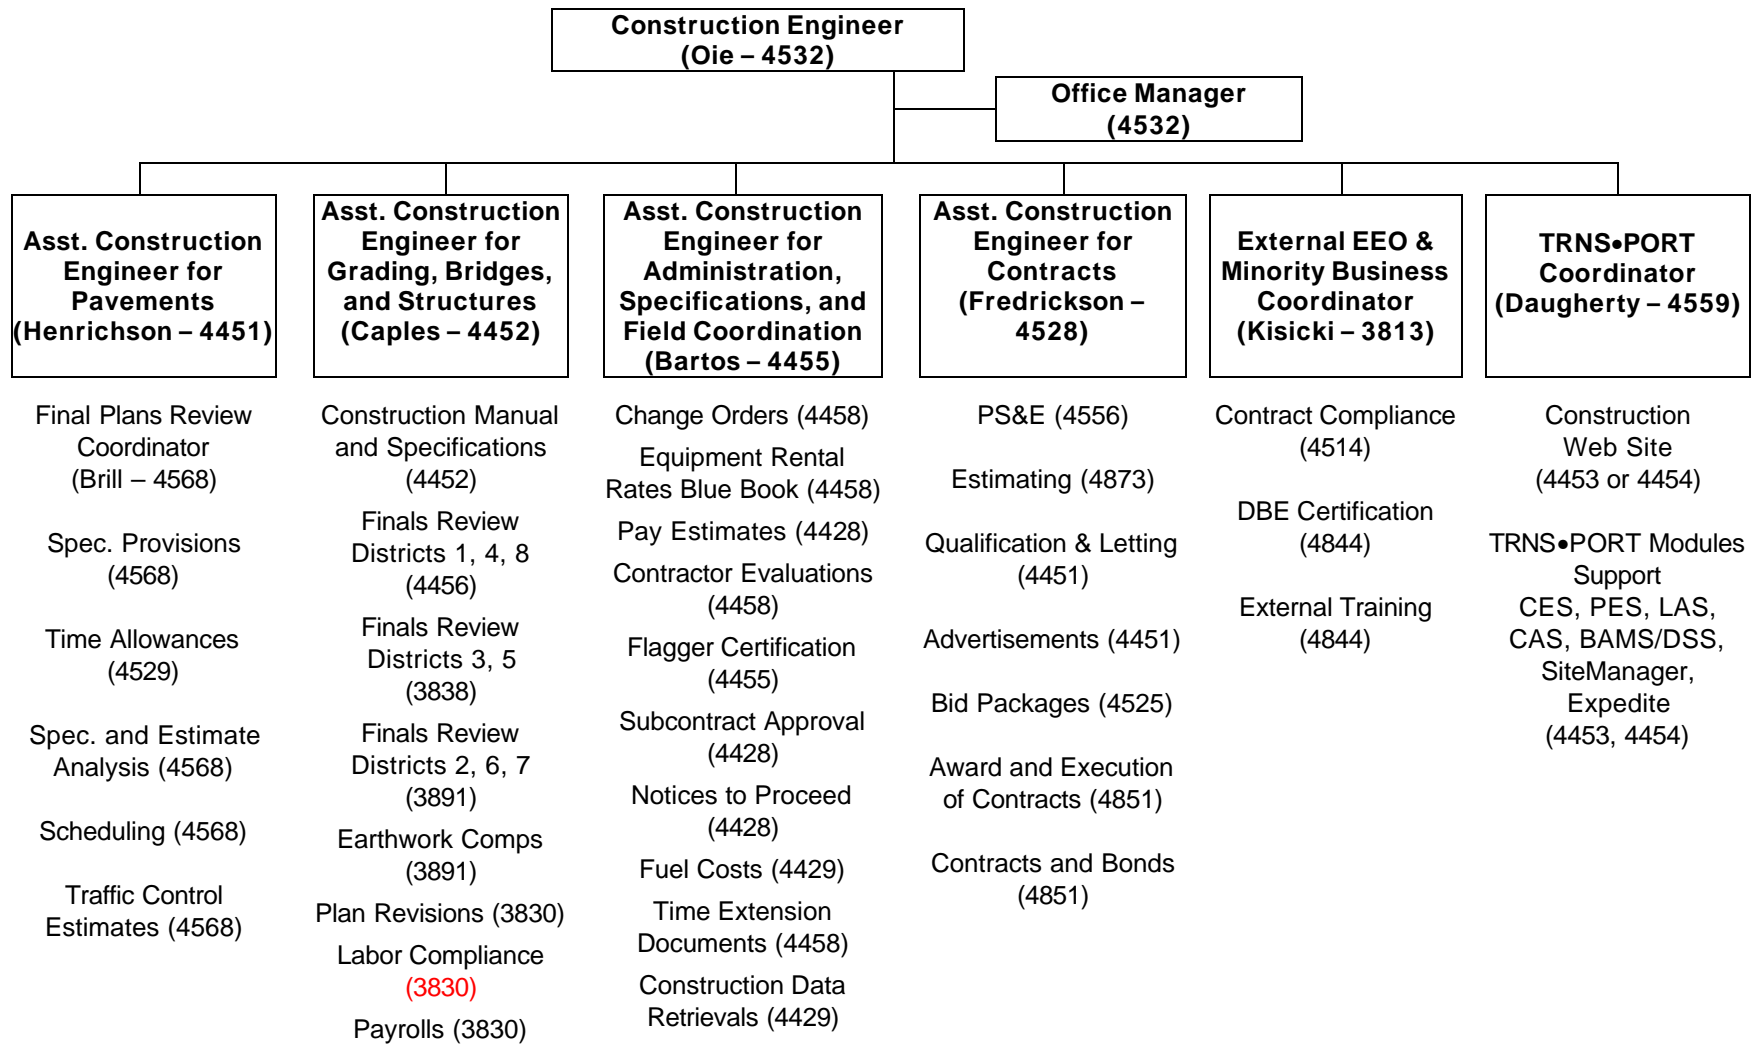 Construction Engineer
(Oie – 4532)
Office Manager
(4532)
Asst. Construction
Engineer for
Pavements
(Henrichson – 4451)
Final Plans Review
Coordinator
(Brill – 4568)
Spec. Provisions
(4568)
Time Allowances
(4529)
Spec. and Estimate
Analysis (4568)
Scheduling (4568)
Traffic Control
Estimates (4568)
Asst. Construction
Engineer for
Grading, Bridges,
and Structures
(Caples – 4452)
Construction Manual
and Specifications
(4452)
Finals Review
Districts 1, 4, 8
(4456)
Finals Review
Districts 3, 5
(3838)
Finals Review
Districts 2, 6, 7
(3891)
Earthwork Comps
(3891)
Plan Revisions (3830)
Labor Compliance
(3830)
Payrolls (3830)
Asst. Construction
Engineer for
Administration,
Specifications, and
Field Coordination
(Bartos – 4455)
Change Orders (4458)
Equipment Rental
Rates Blue Book (4458)
Pay Estimates (4428)
Contractor Evaluations
(4458)
Flagger Certification
(4455)
Subcontract Approval
(4428)
Notices to Proceed
(4428)
Fuel Costs (4429)
Time Extension
Documents (4458)
Construction Data
Retrievals (4429)
Asst. Construction
Engineer for
Contracts
(Fredrickson –
4528)
PS&E (4556)
Estimating (4873)
Qualification & Letting
(4451)
Advertisements (4451)
Bid Packages (4525)
Award and Execution
of Contracts (4851)
Contracts and Bonds
(4851)
External EEO &
Minority Business
Coordinator
(Kisicki – 3813)
Contract Compliance
(4514)
DBE Certification
(4844)
External Training
(4844)
TRNS•PORT
Coordinator
(Daugherty – 4559)
Construction
Web Site
(4453 or 4454)
TRNS•PORT Modules
Support
CES, PES, LAS,
CAS, BAMS/DSS,
SiteManager,
Expedite
(4453, 4454)